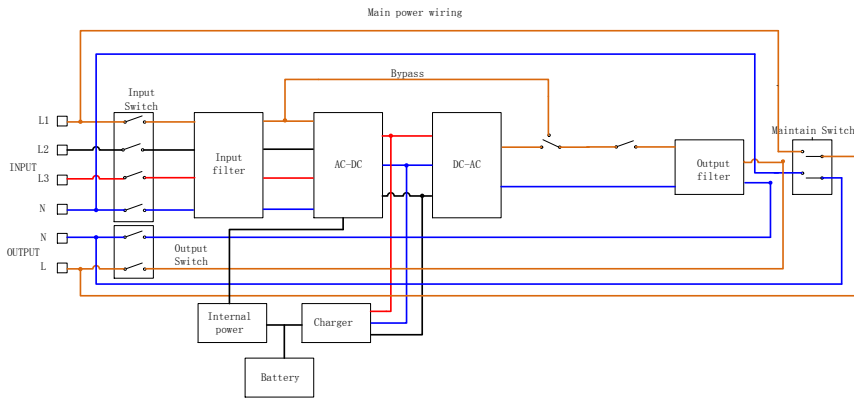 Main power wiring
Bypass
Input
Switch
L1
L2
INPUT
L3
N
N
OUTPUT
L
Output
Switch
Input
filter
AC-DC
DC-AC
Output
filter
Maintain Switch
Internal
power
Charger
Battery